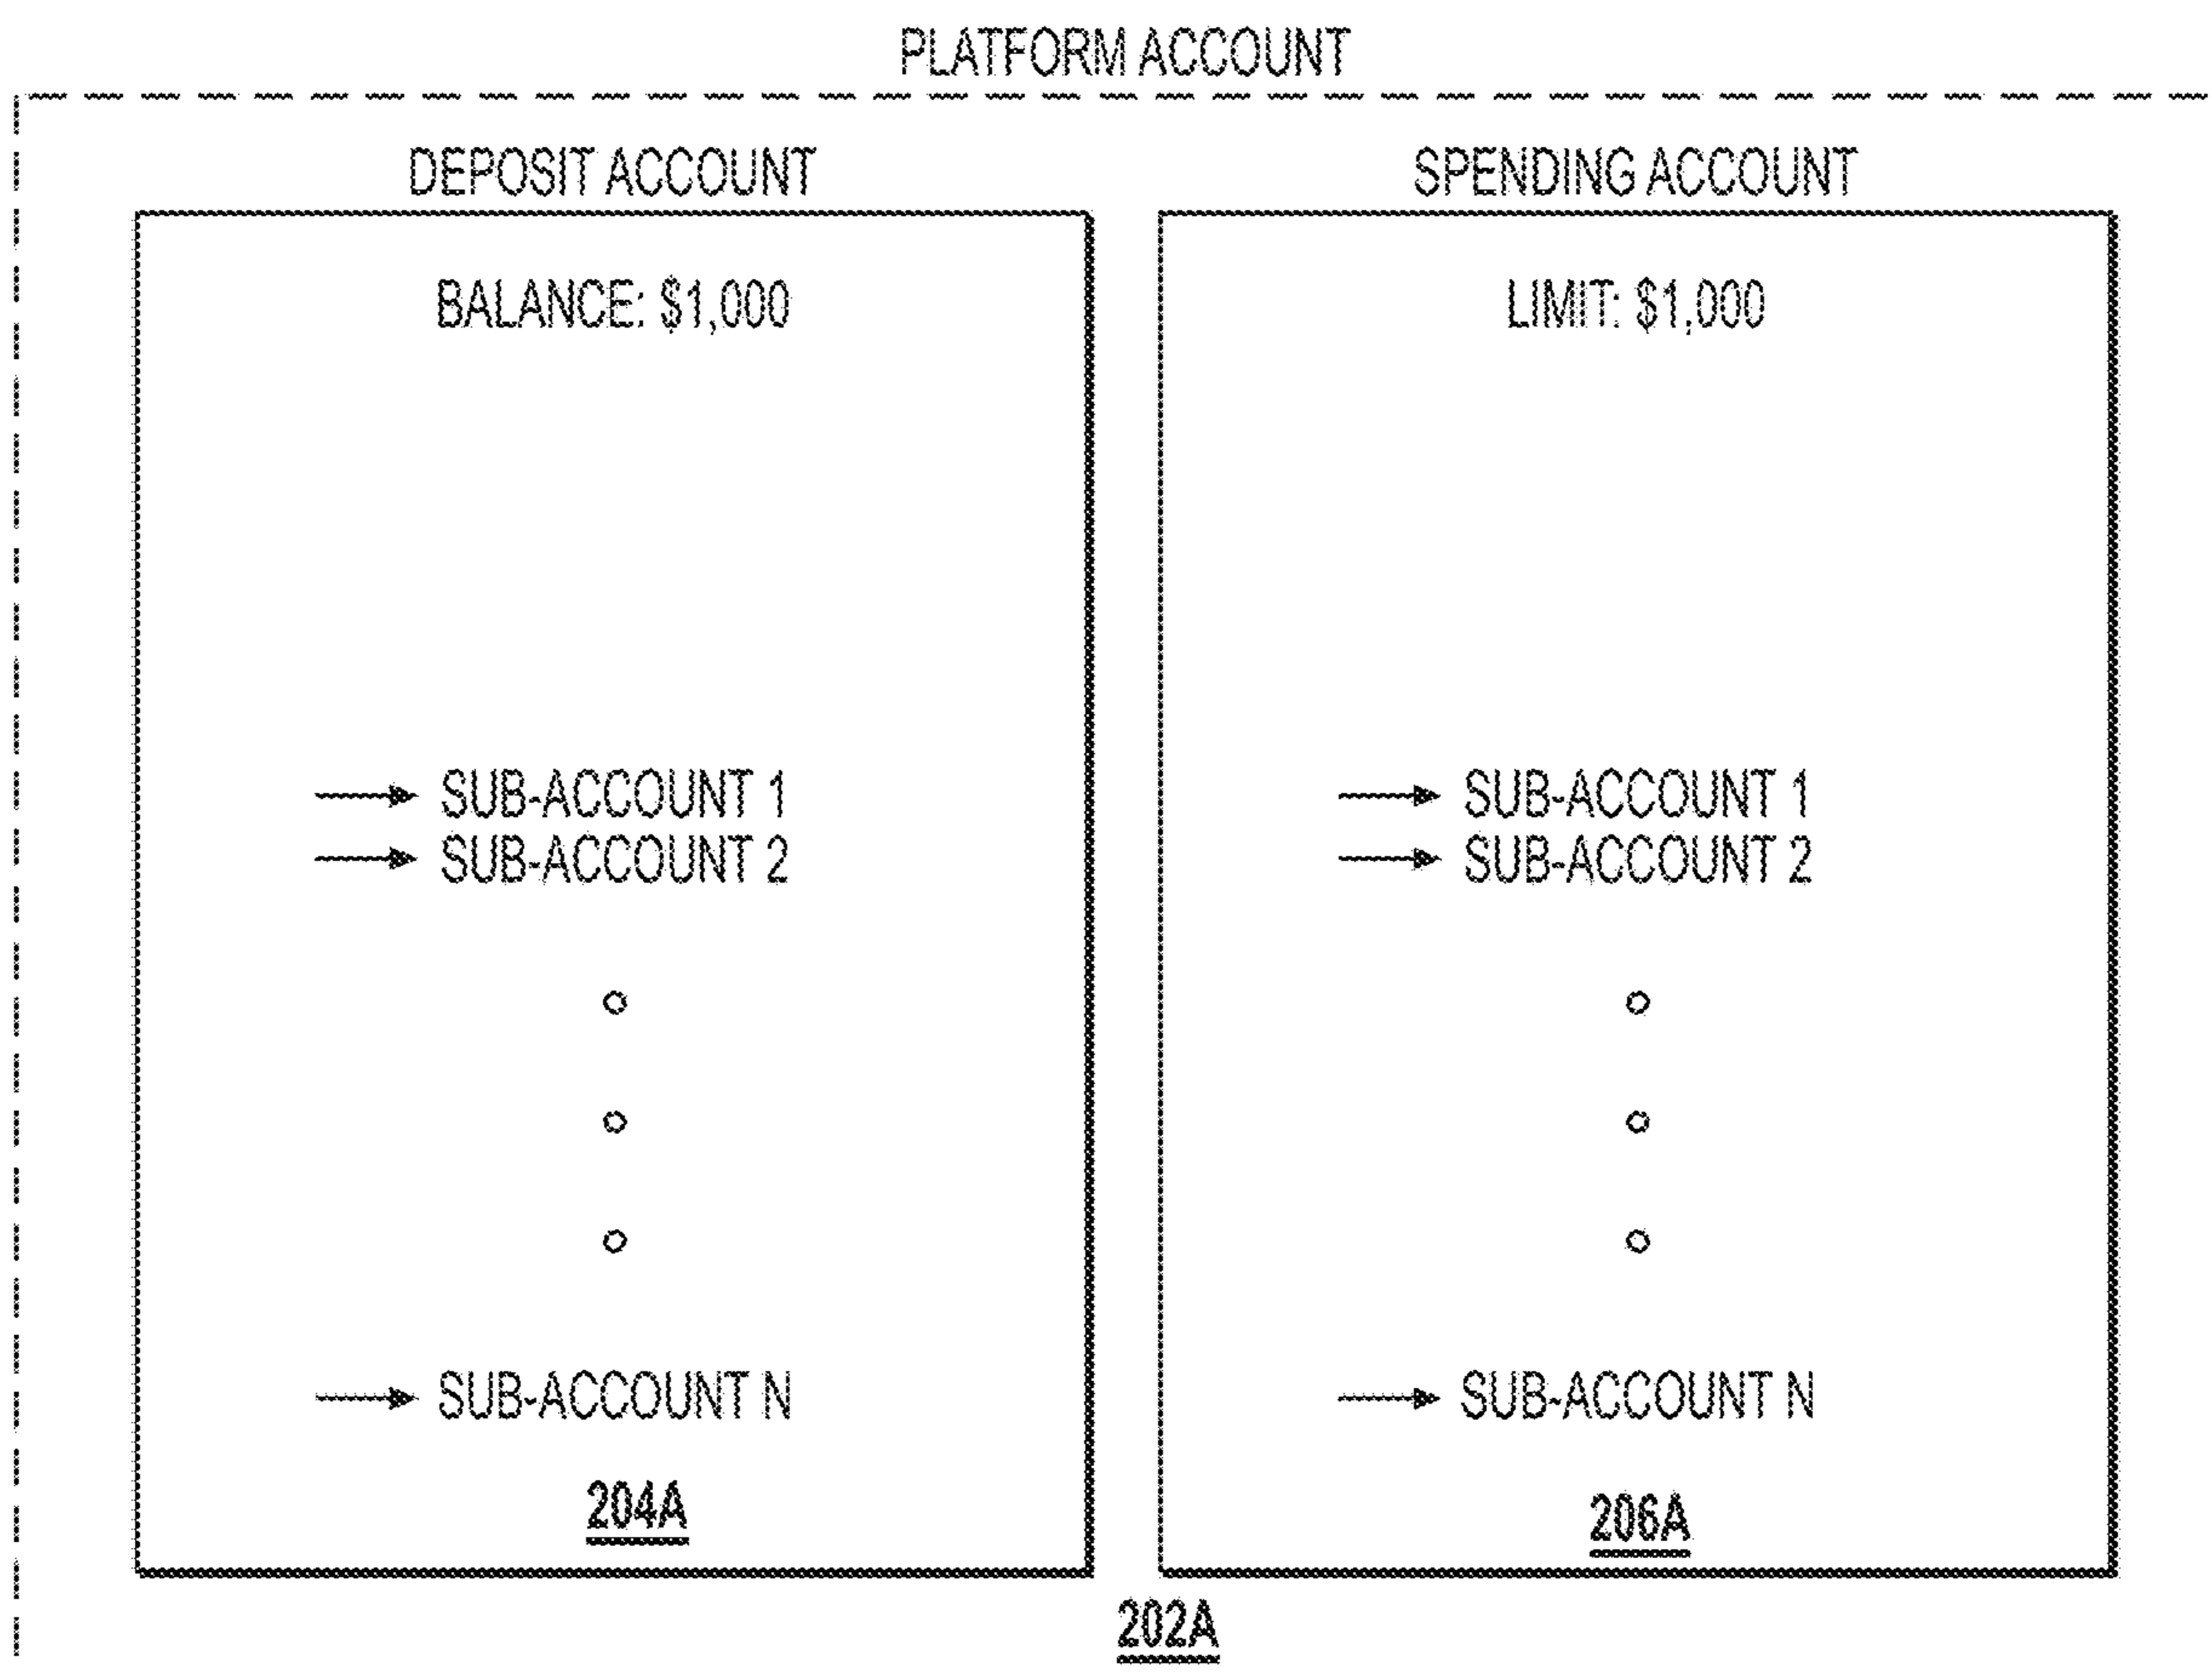 PLATFORM ACCOUNT
DEPOSIT ACCOUNT
BALANCE: $1,000
SUB-ACCOUNT 1
SUB-ACCOUNT 2
SUB-ACCOUNT N
204A
SPENDING ACCOUNT
LIMIT: $1,000
SUB-ACCOUNT 1
SUB-ACCOUNT 2
SUB-ACCOUNT N
206A
202A